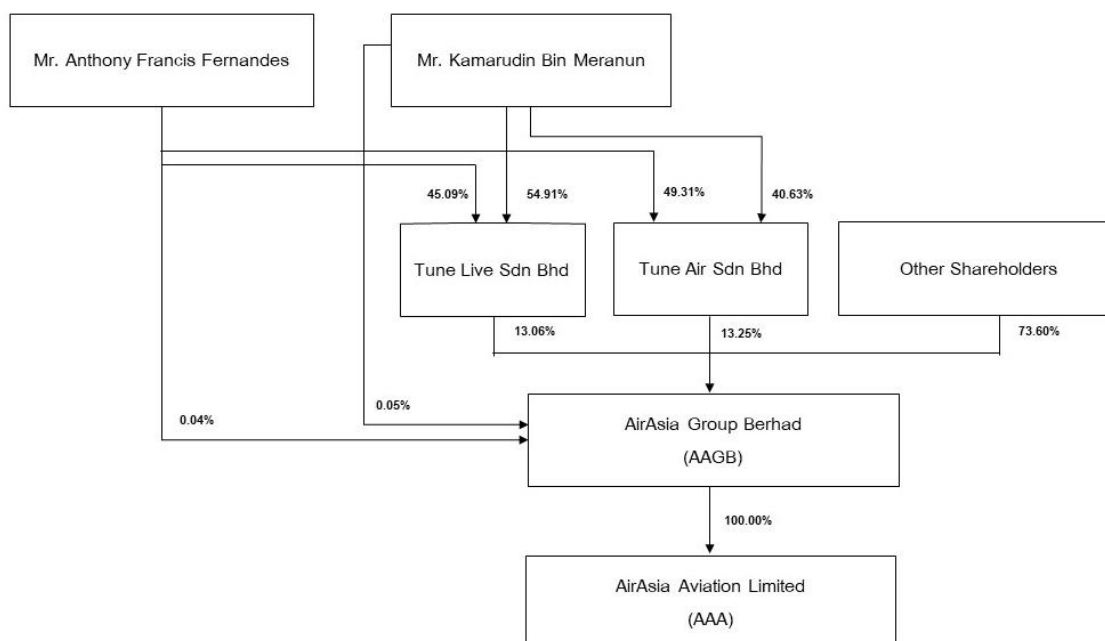 Mr. Anthony Francis Fernandes
Mr. Kamarudin Bin Meranun
45.09%
54.91%
49.31%
40.63%
Tune Live Sdn Bhd
Tune Air Sdn Bhd
Other Shareholders
13.06%
13.25%
73.60%
0.04%
0.05%
AirAsia Group Berhad
(AAGB)
100.00%
AirAsia Aviation Limited
(AAA)